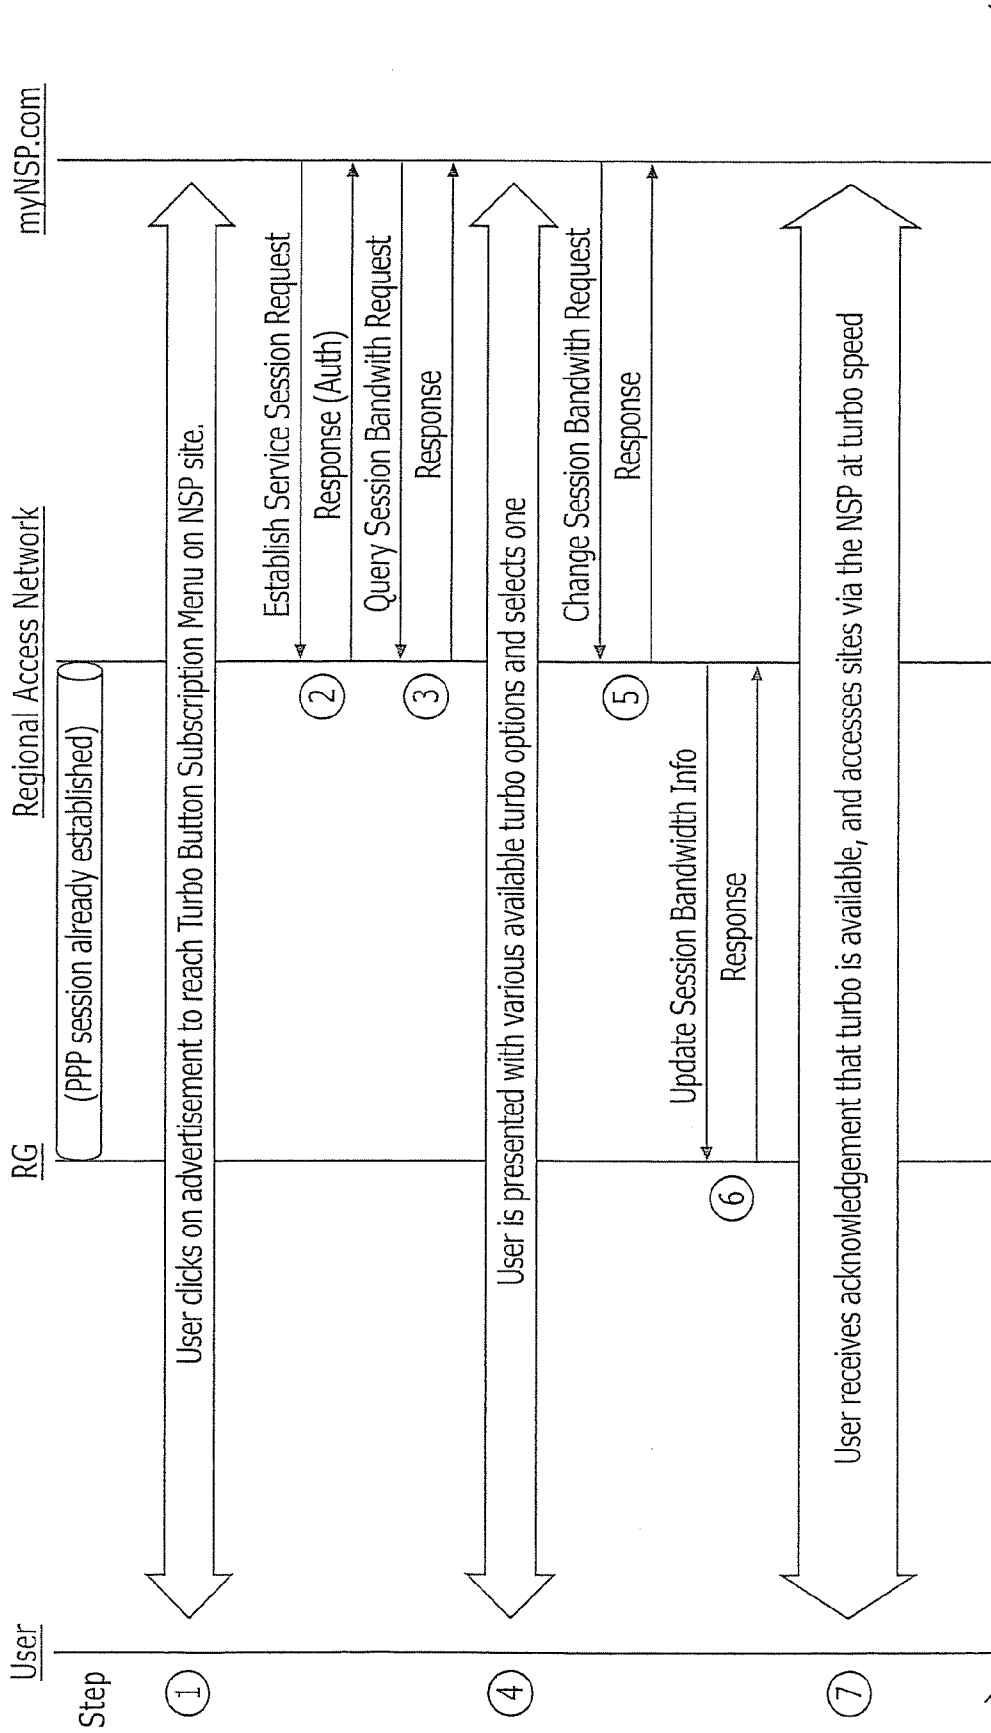 User
RG
Regional Access Network
myNSP.com
Step
(PPP session already established)
1
User clicks on advertisement to reach Turbo Button Subscription Menu on NSP site.
Establish Service Session Request
2
Response (Auth)
Query Session Bandwith Request
3
Response
4
User is presented with various available turbo options and selects one
Change Session Bandwith Request
5
Response
Update Session Bandwidth Info
6
Response
7
User receives acknowledgement that turbo is available, and accesses sites via the NSP at turbo speed